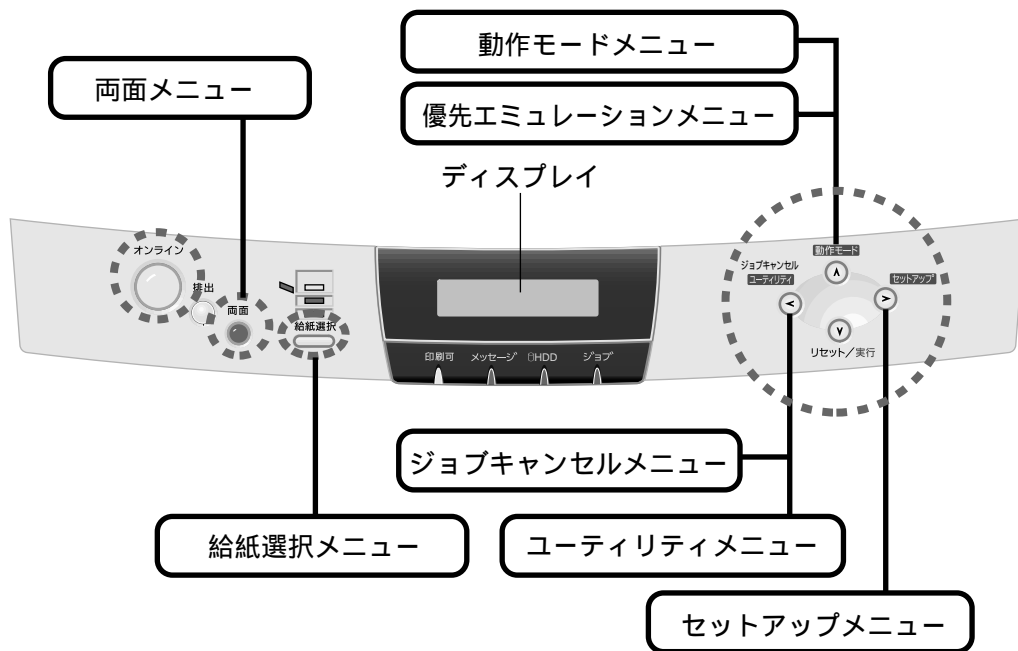 動作モードメニュー
両面メニュー
優先エミュレーションメニュー
ディスプレイ
オンライン
排出
両面
給紙選択
動作モード
ジョブキャンセル
ユーティリティ
セットアップ
リセット／実行
印刷可 メッセージ HDD ジョブ
ジョブキャンセルメニュー
給紙選択メニュー
ユーティリティメニュー
セットアップメニュー